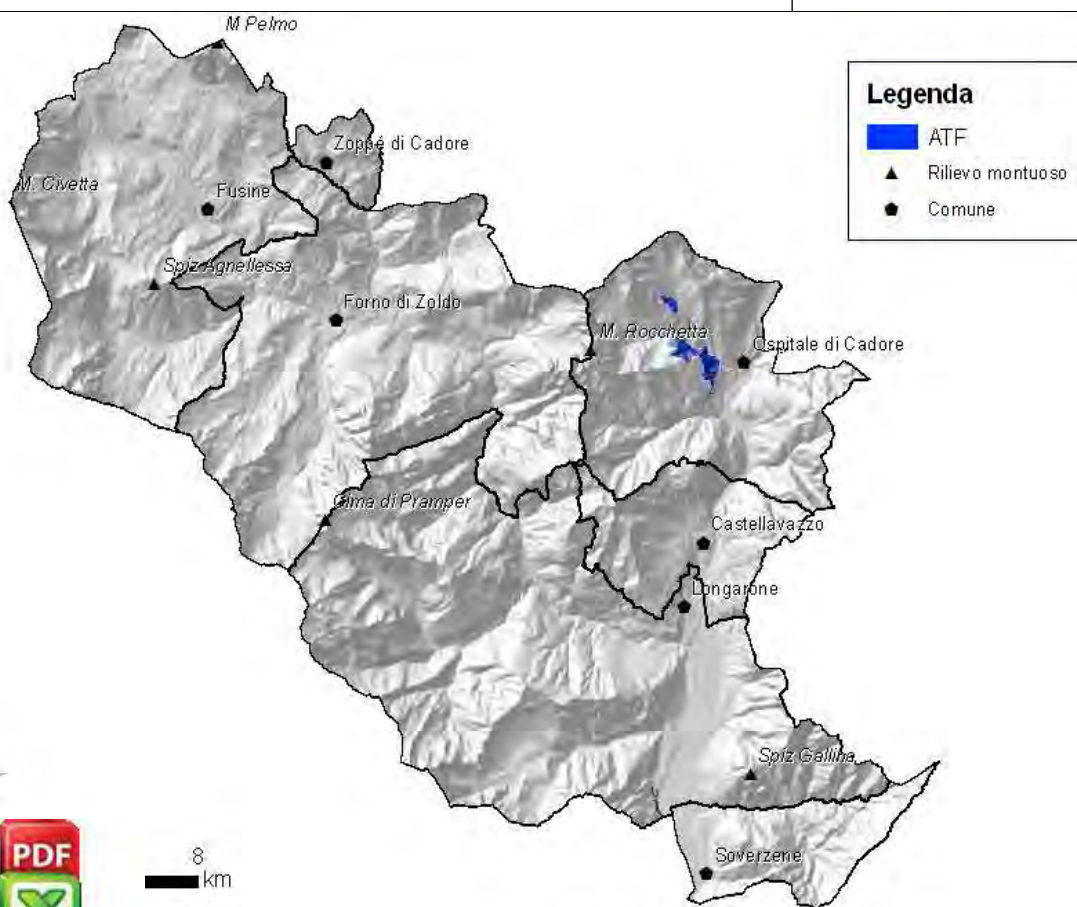 M Pelmo
Legenda
ATF
Rilievo montuoso
Comune
Zoppé di Cadore
M. Civetta
Fusine
Spiz Agnellessa
Forno di Zoldo
M. Rocchetta
Ospitale di Cadore
Cima di Pramper
Castellavazzo
Longarone
Spiz Gallina
PDF
8
km
Soverzene